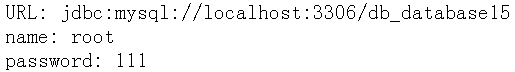 URL: jdbc:mysql://localhost:3306/db_database15
name: root
password: 111